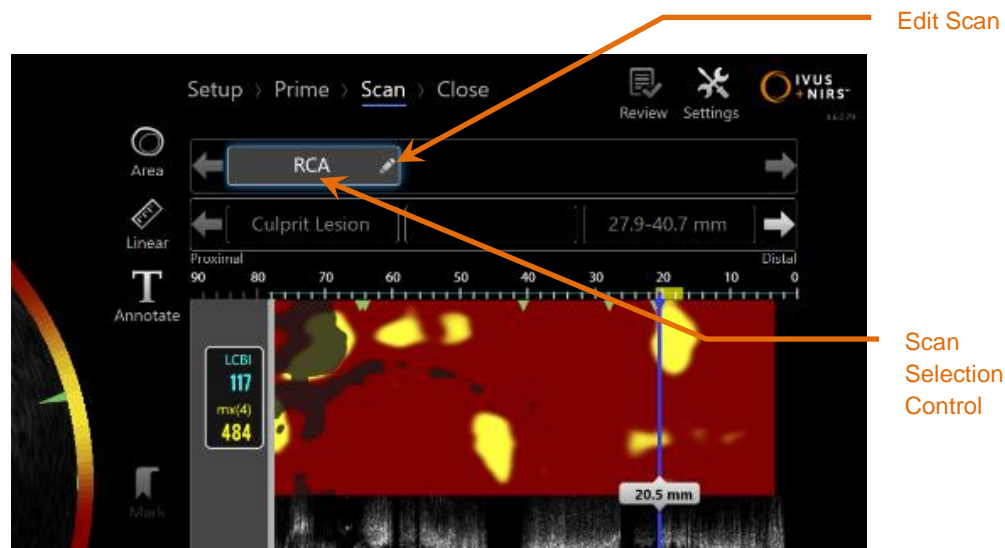 Edit Scan
Setup > Prime > Scan > Close
Review
Settings
IVUS
+NIRS™
Area
RCA
Linear
Culprit Lesion
27.9-40.7 mm
Proximal
Distal
90 80 70 60 50 40 30 20 10 0
T
Annotate
LCBI
117
mx(4)
484
Scan
Selection
Control
Mark
20.5 mm